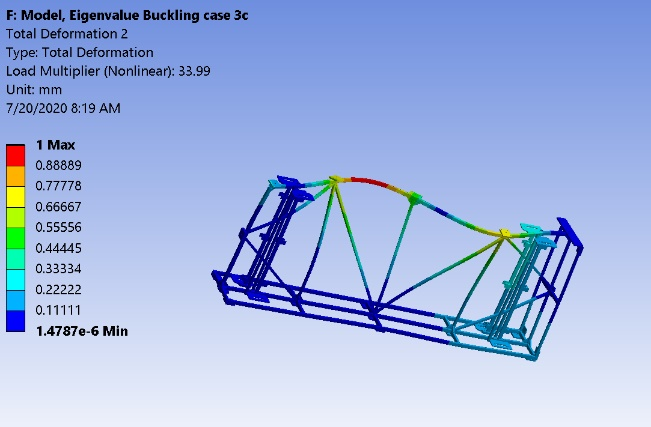 F: Model, Eigenvalue Buckling case 3c
Total Deformation 2
Type: Total Deformation
Load Multiplier (Nonlinear): 33.99
Unit: mm
7/20/2020 8:19 AM
1 Max
0.88889
0.77778
0.66667
0.55556
0.44445
0.33334
0.22222
0.11111
1.4787e-6 Min